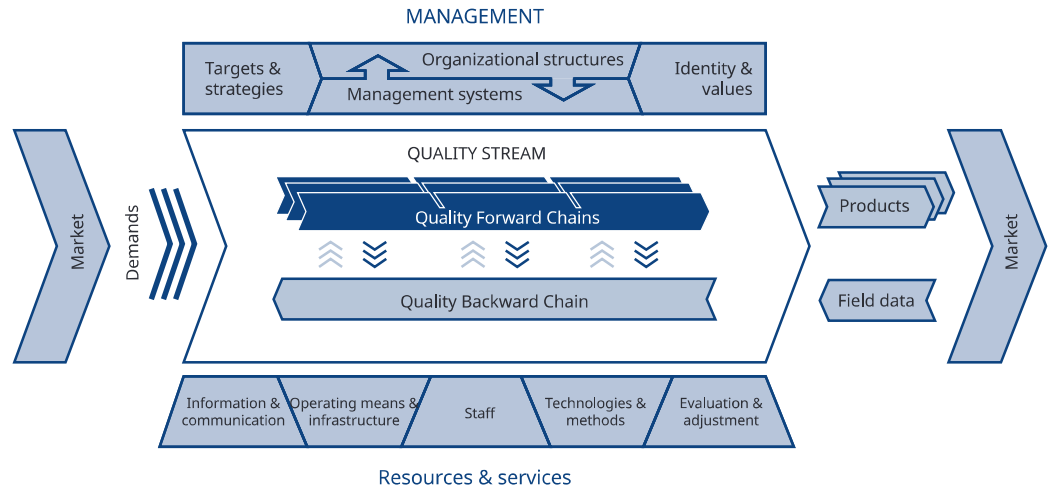 MANAGEMENT
Targets &
strategies
Organizational structures
Management systems
Identity &
values
Market
Demands
QUALITY STREAM
Quality Forward Chains
Quality Backward Chain
Products
Field data
Market
Information &
communication
Operating means &
infrastructure
Staff
Technologies &
methods
Evaluation &
adjustment
Resources & services